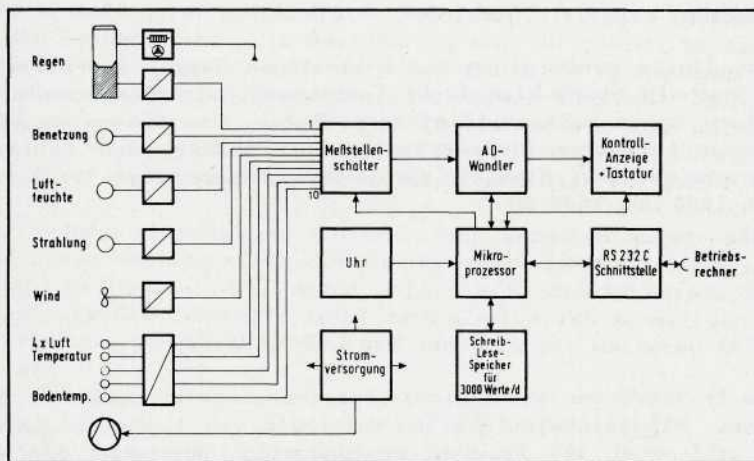 Regen
Benetzung
Luft-
feuchte
Strahlung
Wind
4x Luft
Temperatur
Bodentemp.
1
10
Meßstellen-
schalter
AD-
Wandler
Kontroll-
Anzeige
+Tastatur
Uhr
Mikro-
prozessor
RS 232 C
Schnittstelle
Betriebs-
rechner
Strom-
versorgung
Schreib-
Lese-
Speicher
für
3000 Werte/d